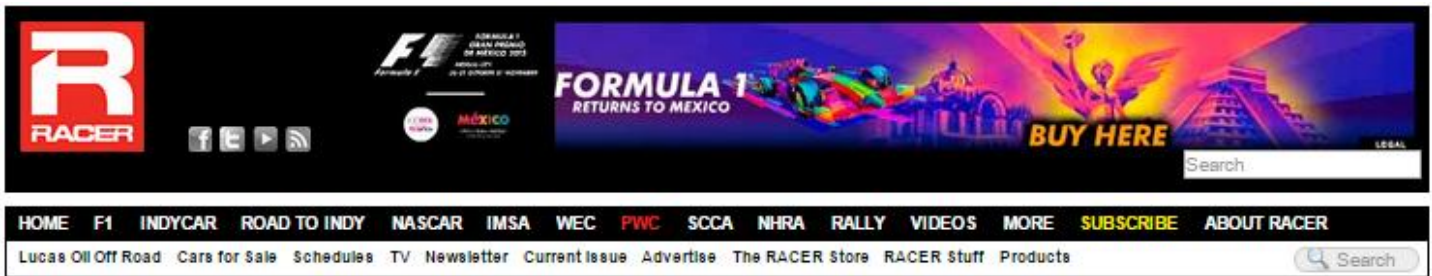 RACER
FORMULA 1
GRAN PREMIO
DE MÉXICO 2015
Formula 1
MÉXICO
FORMULA 1
RETURNS TO MEXICO
BUY HERE
LEGAL
Search
HOME F1 INDYCAR ROAD TO INDY NASCAR IMSA WEC PWC SCCA NHRA RALLY VIDEOS MORE SUBSCRIBE ABOUT RACER
Lucas Oil Off Road Cars for Sale Schedules TV Newsletter Current Issue Advertise The RACER Store RACER Stuff Products
Search